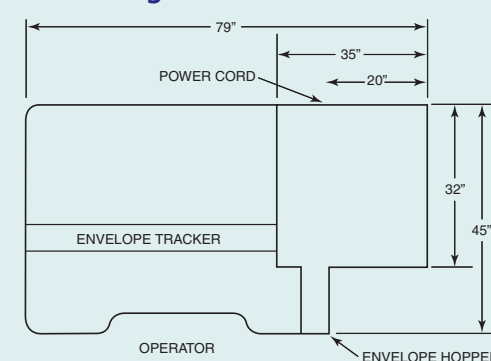 79"
35"
POWER CORD
20"
32"
45"
ENVELOPE TRACKER
OPERATOR
ENVELOPE HOPPER